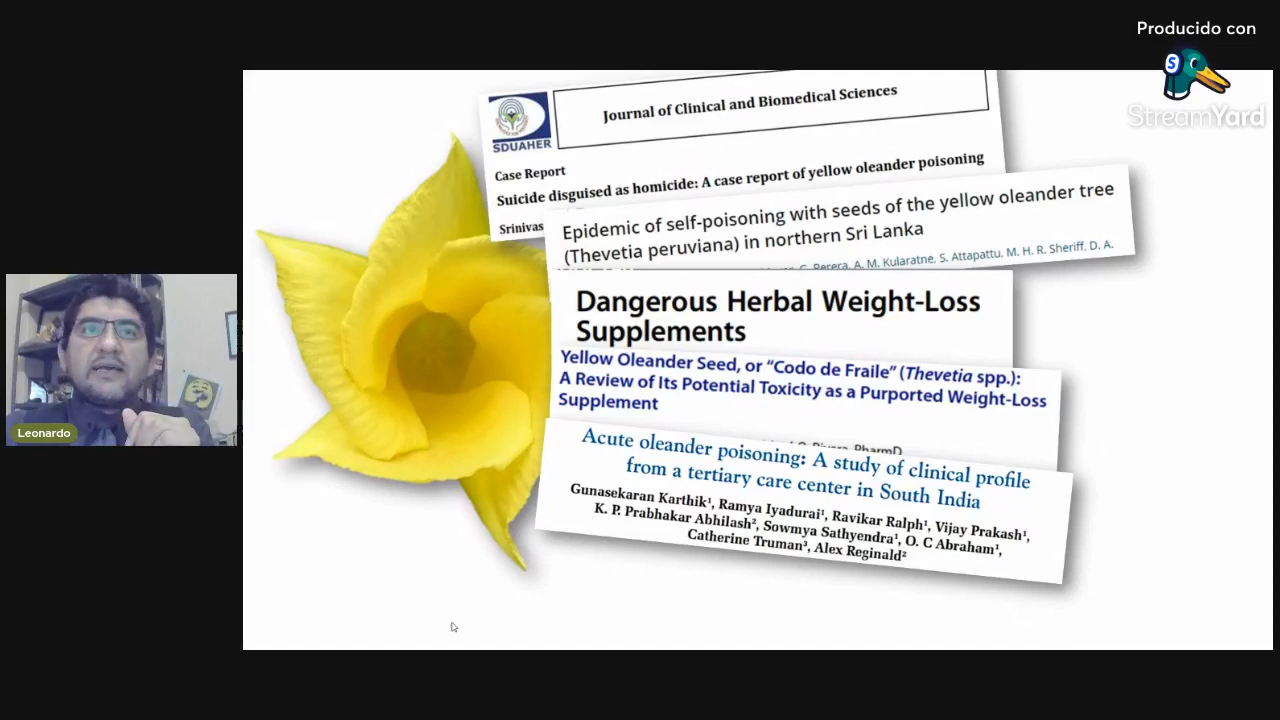 Producido con
StreamYard
S
Journal of Clinical and Biomedical Sciences
SDUAHER
Case Report
Suicide disguised as homicide: A case report of yellow oleander poisoning
Srinivas
Epidemic of self-poisoning with seeds of the yellow oleander tree
(Thevetia peruviana) in northern Sri Lanka
C. Perera, A. M. Kularatne, S. Attapattu, M. H. R. Sheriff, D. A.
Dangerous Herbal Weight-Loss
Supplements
Yellow Oleander Seed, or “Codo de Fraile” (Thevetia spp.):
A Review of Its Potential Toxicity as a Purported Weight-Loss
Supplement
PharmD
Acute oleander poisoning: A study of clinical profile
from a tertiary care center in South India
Gunasekaran Karthik¹, Ramya Iyadurai¹, Ravikar Ralph¹, Vijay Prakash¹,
K. P. Prabhakar Abhilash², Sowmya Sathyendra¹, O. C Abraham¹,
Catherine Truman³, Alex Reginald²
Leonardo